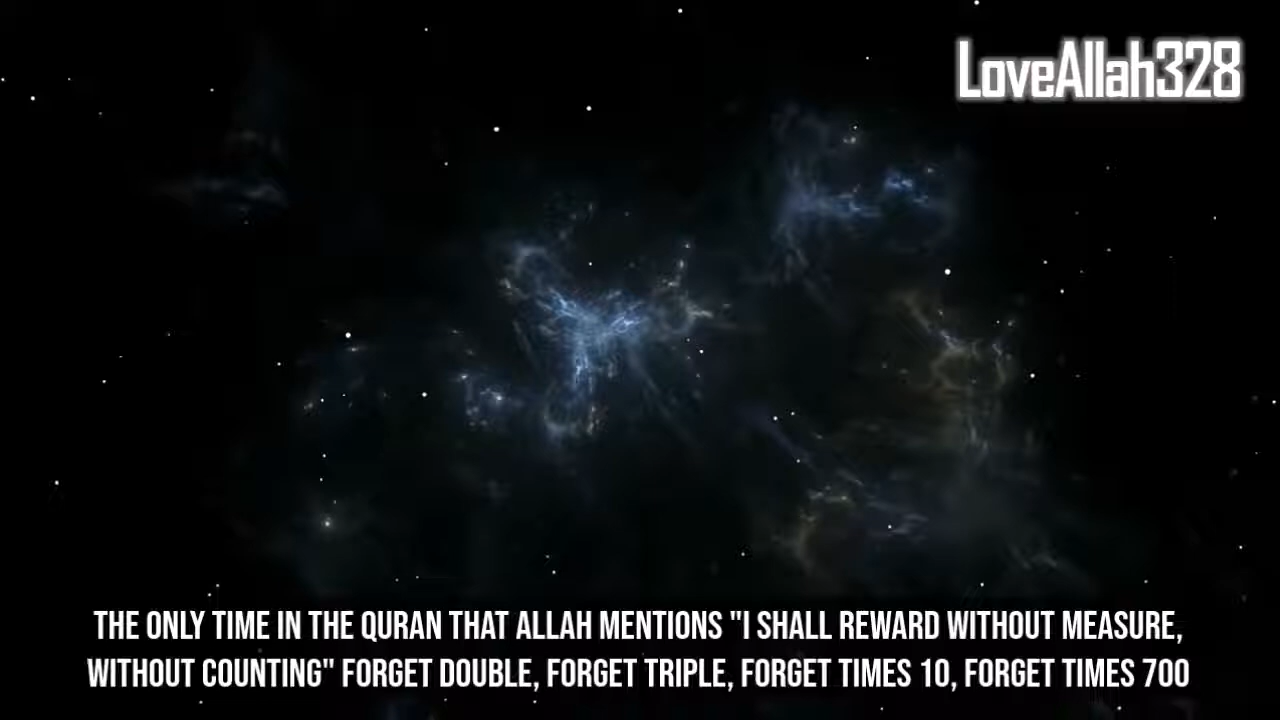 LoveAllah328
THE ONLY TIME IN THE QURAN THAT ALLAH MENTIONS "I SHALL REWARD WITHOUT MEASURE,
WITHOUT COUNTING" FORGET DOUBLE, FORGET TRIPLE, FORGET TIMES 10, FORGET TIMES 700